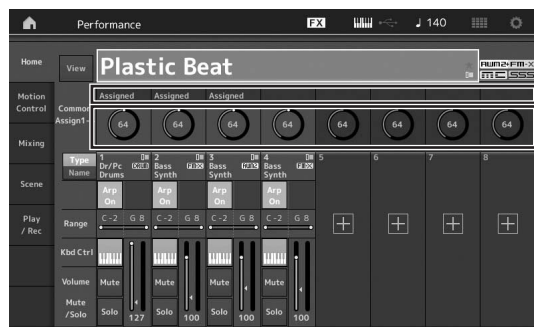 Performance FX 140
Home View Plastic Beat AWM2+FM-X
MC SSS
Motion Control
Assigned Assigned Assigned
Common Assign1-
64 64 64 64 64 64 64 64
Mixing
Type 1 2 3 4 5 6 7 8
Name Dr/Pc Drums Bass Synth Bass Synth Bass Synth
Scene
Arp On Arp On Arp On Arp On
Play / Rec
Range C -2 G 8 C -2 G 8 C -2 G 8 C -2 G 8
Kbd Ctrl
Volume Mute Mute Mute Mute
Mute /Solo Solo 127 Solo 100 Solo 100 Solo 100